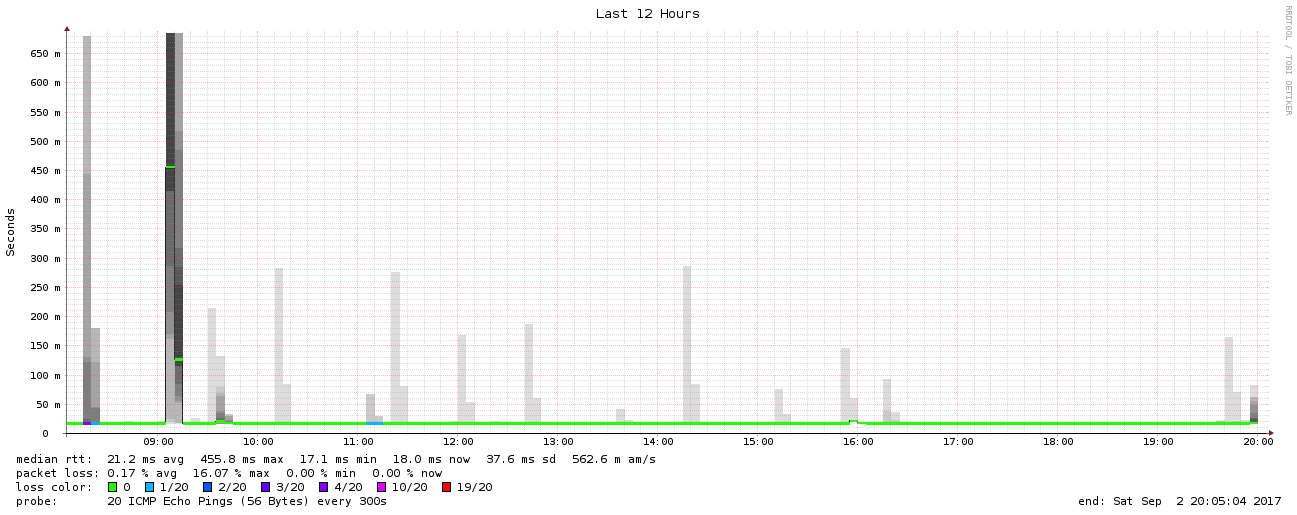 Last 12 Hours
RRDTOOL / TOBI OETIKER
Seconds
650 m
600 m
550 m
500 m
450 m
400 m
350 m
300 m
250 m
200 m
150 m
100 m
50 m
0
09:00 10:00 11:00 12:00 13:00 14:00 15:00 16:00 17:00 18:00 19:00 20:00
median rtt: 21.2 ms avg 455.8 ms max 17.1 ms min 18.0 ms now 37.6 ms sd 562.6 m am/s
packet loss: 0.17 % avg 16.07 % max 0.00 % min 0.00 % now
loss color: 0 1/20 2/20 3/20 4/20 10/20 19/20
probe: 20 ICMP Echo Pings (56 Bytes) every 300s end: Sat Sep 2 20:05:04 2017